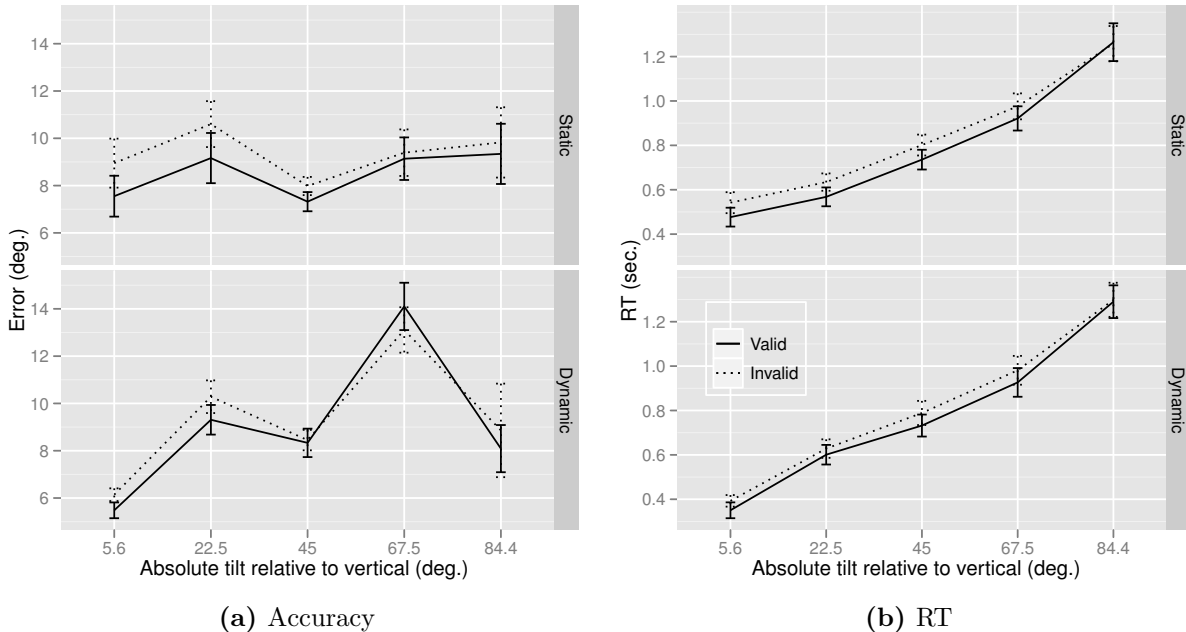 Error (deg.)
14
12
10
8
6
Static
14
12
10
8
6
Dynamic
5.6 22.5 45 67.5 84.4
Absolute tilt relative to vertical (deg.)
(a) Accuracy
RT (sec.)
1.2
1.0
0.8
0.6
0.4
Static
1.2
1.0
0.8
0.6
0.4
Valid
Invalid
Dynamic
5.6 22.5 45 67.5 84.4
Absolute tilt relative to vertical (deg.)
(b) RT